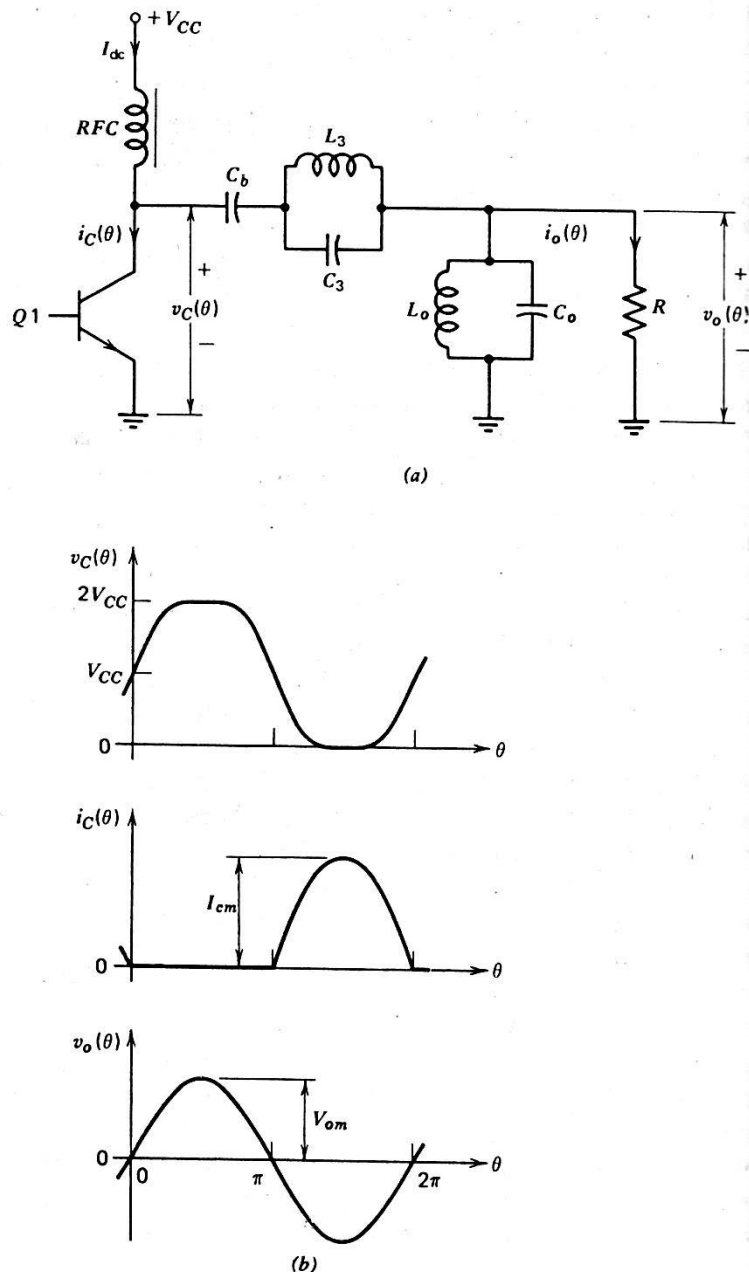 + V_CC
I_dc
RFC
L_3
C_b
i_C(θ)
C_3
i_o(θ)
+
Q1
v_C(θ)
−
L_o
C_o
R
+
v_o(θ)
−
(a)
v_C(θ)
2V_CC
V_CC
0
θ
i_C(θ)
I_cm
0
θ
v_o(θ)
V_om
0
0
π
2π
θ
(b)